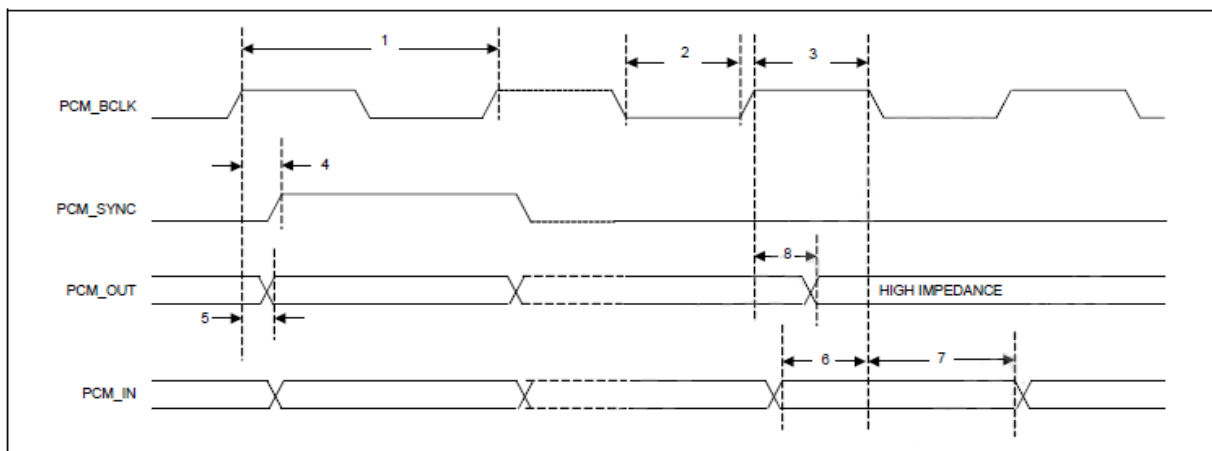 1
2
3
PCM_BCLK
4
PCM_SYNC
8
PCM_OUT
HIGH IMPEDANCE
5
6
7
PCM_IN